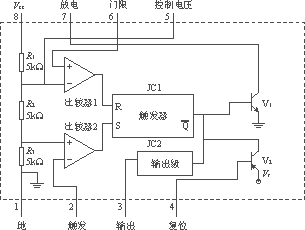 Vcc 放电 门限 控制电压
8 7 6 5
R₁
5kΩ
比较器1
JC1
R
触发器
V₁
R₂
5kΩ
比较器2
S
Q̅
JC2
输出级
V₂
R₃
5kΩ
Vr
1 2 3 4
地 触发 输出 复位